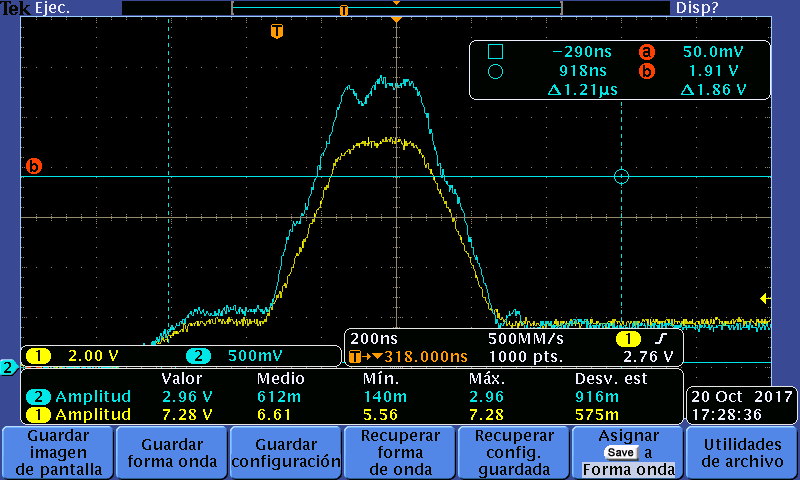 Tek Ejec. Disp?
T
T
−290ns a 50.0mV
918ns b 1.91 V
Δ1.21µs Δ1.86 V
b
200ns 500MM/s 1
1 2.00 V 2 500mV T→▼318.000ns 1000 pts. 2.76 V
2
Valor Medio Mín. Máx. Desv. est
2 Amplitud 2.96 V 612m 140m 2.96 916m
1 Amplitud 7.28 V 6.61 5.56 7.28 575m
20 Oct 2017
17:28:36
Guardar
imagen
de pantalla
Guardar
forma onda
Guardar
configuración
Recuperar
forma
de onda
Recuperar
config.
guardada
Asignar
Save a
Forma onda
Utilidades
de archivo